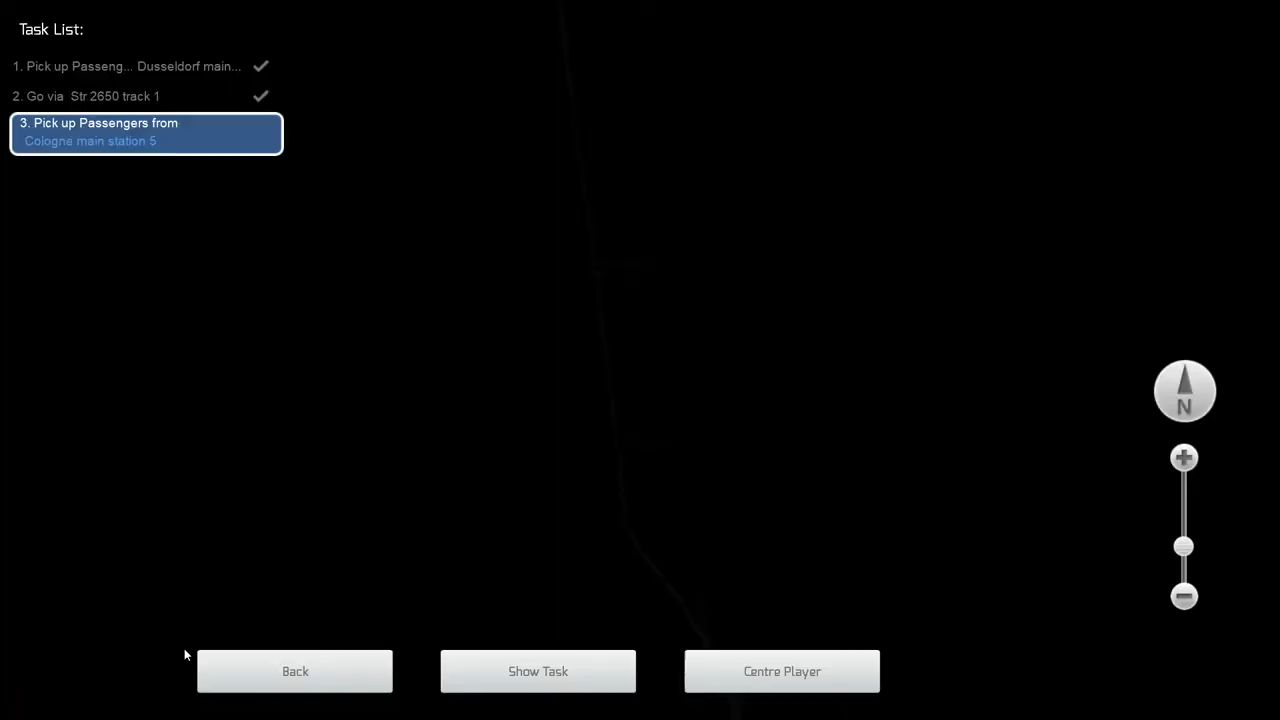 Task List:
1. Pick up Passeng... Dusseldorf main...
2. Go via Str 2650 track 1
3. Pick up Passengers from
Cologne main station 5
N
Back
Show Task
Centre Player